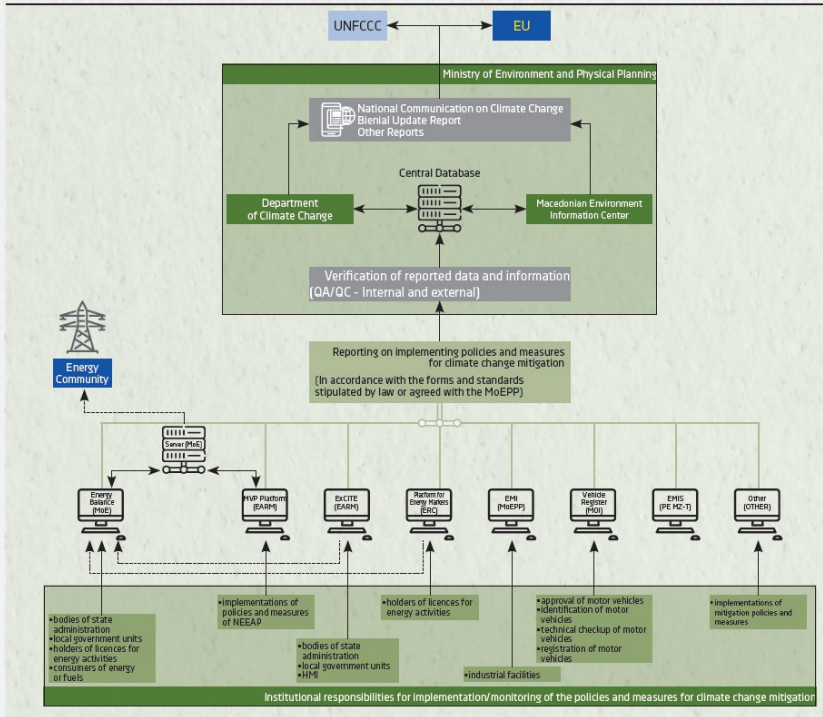 UNFCCC
EU
Ministry of Environment and Physical Planning
National Communication on Climate Change
Bienial Update Report
Other Reports
Central Database
Department
of Climate Change
Macedonian Environment
Information Center
Verification of reported data and information
(QA/QC - Internal and external)
Energy
Community
Reporting on implementing policies and measures
for climate change mitigation
(In accordance with the forms and standards
stipulated by law or agreed with the MoEPP)
Server (MoE)
Energy
Balance
(MoE)
MVP Platform
(EARM)
ExCITE
(EARM)
Platform for
Energy Markets
(ERC)
EMI
(MoEPP)
Vehicle
Register
(MOI)
EMIS
(PE MZ-T)
Other
(OTHER)
▪bodies of state
administration
▪local government units
▪holders of licences for
energy activities
▪consumers of energy
or fuels
▪implementations of
policies and measures
of NEEAP
▪bodies of state
administration
▪local government units
▪HMI
▪holders of licences for
energy activities
▪industrial facilities
▪approval of motor vehicles
▪identification of motor
vehicles
▪technical checkup of motor
vehicles
▪registration of motor
vehicles
▪implementations of
mitigation policies and
measures
Institutional responsibilities for implementation/monitoring of the policies and measures for climate change mitigation